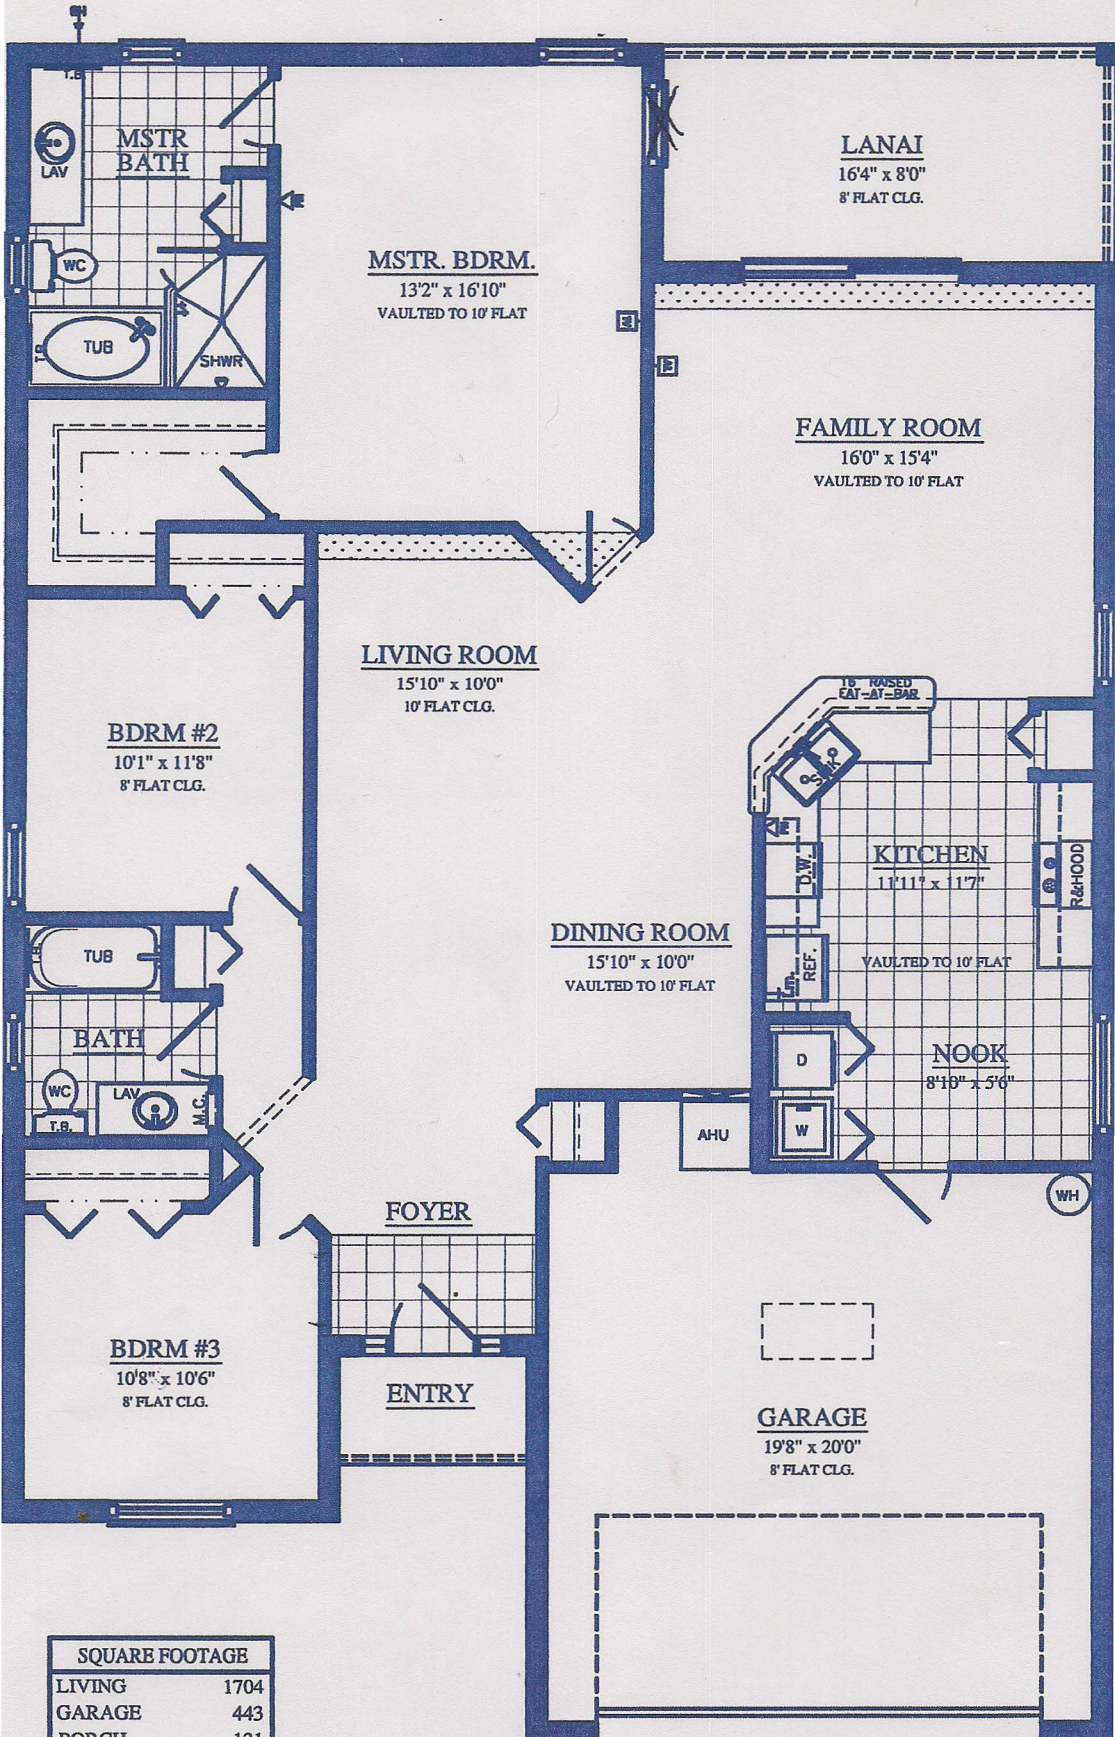 SH
T.B.
MSTR
BATH
LAV
WC
TUB
T.B.
SHWR
MSTR. BDRM.
13'2" x 16'10"
VAULTED TO 10' FLAT
LANAI
16'4" x 8'0"
8' FLAT CLG.
FAMILY ROOM
16'0" x 15'4"
VAULTED TO 10' FLAT
LIVING ROOM
15'10" x 10'0"
10' FLAT CLG.
BDRM #2
10'1" x 11'8"
8' FLAT CLG.
RAISED
EAT-AT-BAR
SINK
KITCHEN
11'11" x 11'7"
VAULTED TO 10' FLAT
D.W.
R&HOOD
REF.
DINING ROOM
15'10" x 10'0"
VAULTED TO 10' FLAT
TUB
BATH
WC
LAV
T.B.
M.C.
NOOK
8'10" x 5'6"
D
W
AHU
WH
FOYER
BDRM #3
10'8" x 10'6"
8' FLAT CLG.
ENTRY
GARAGE
19'8" x 20'0"
8' FLAT CLG.
SQUARE FOOTAGE
LIVING 1704
GARAGE 443
PORCH 131